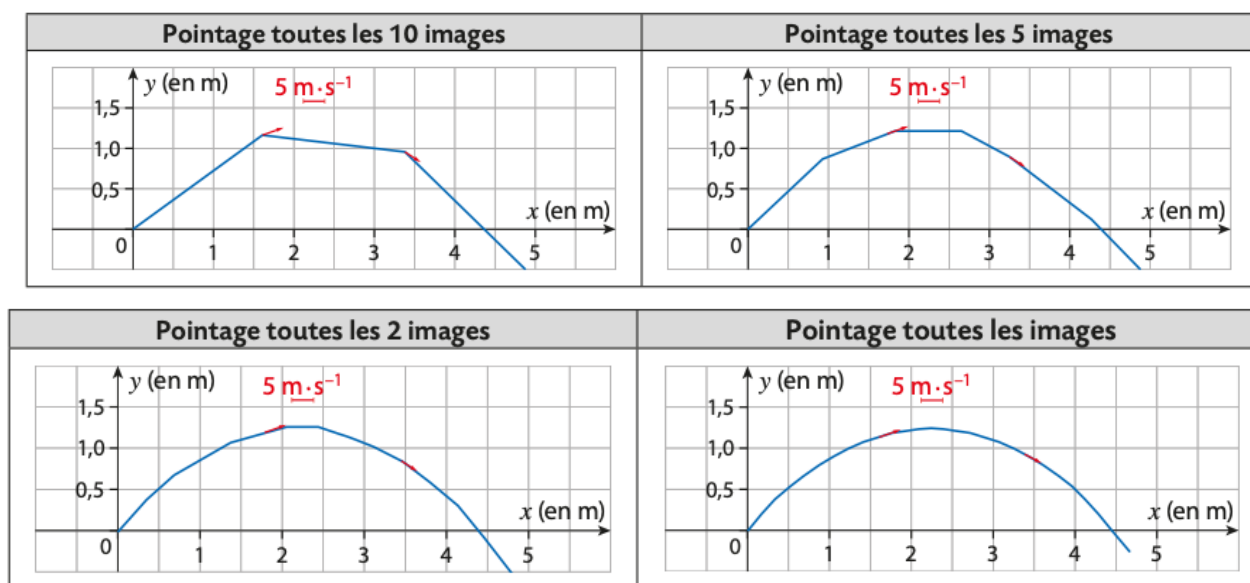 Pointage toutes les 10 images
y (en m)
5 m·s⁻¹
1,5
1,0
0,5
x (en m)
0 1 2 3 4 5
Pointage toutes les 5 images
y (en m)
5 m·s⁻¹
1,5
1,0
0,5
x (en m)
0 1 2 3 4 5
Pointage toutes les 2 images
y (en m)
5 m·s⁻¹
1,5
1,0
0,5
x (en m)
0 1 2 3 4 5
Pointage toutes les images
y (en m)
5 m·s⁻¹
1,5
1,0
0,5
x (en m)
0 1 2 3 4 5